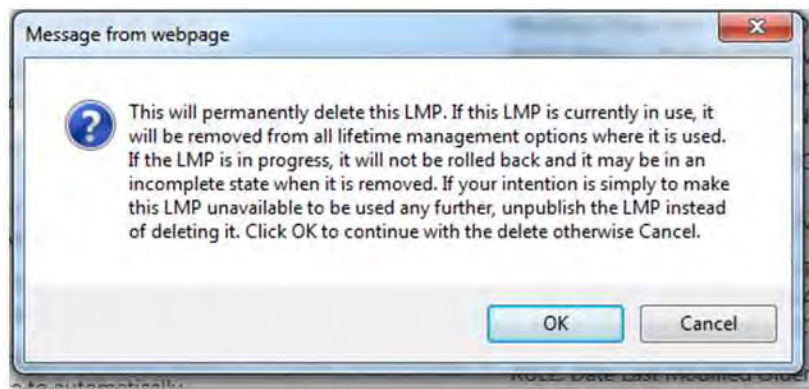 Message from webpage
This will permanently delete this LMP. If this LMP is currently in use, it
will be removed from all lifetime management options where it is used.
If the LMP is in progress, it will not be rolled back and it may be in an
incomplete state when it is removed. If your intention is simply to make
this LMP unavailable to be used any further, unpublish the LMP instead
of deleting it. Click OK to continue with the delete otherwise Cancel.
OK Cancel